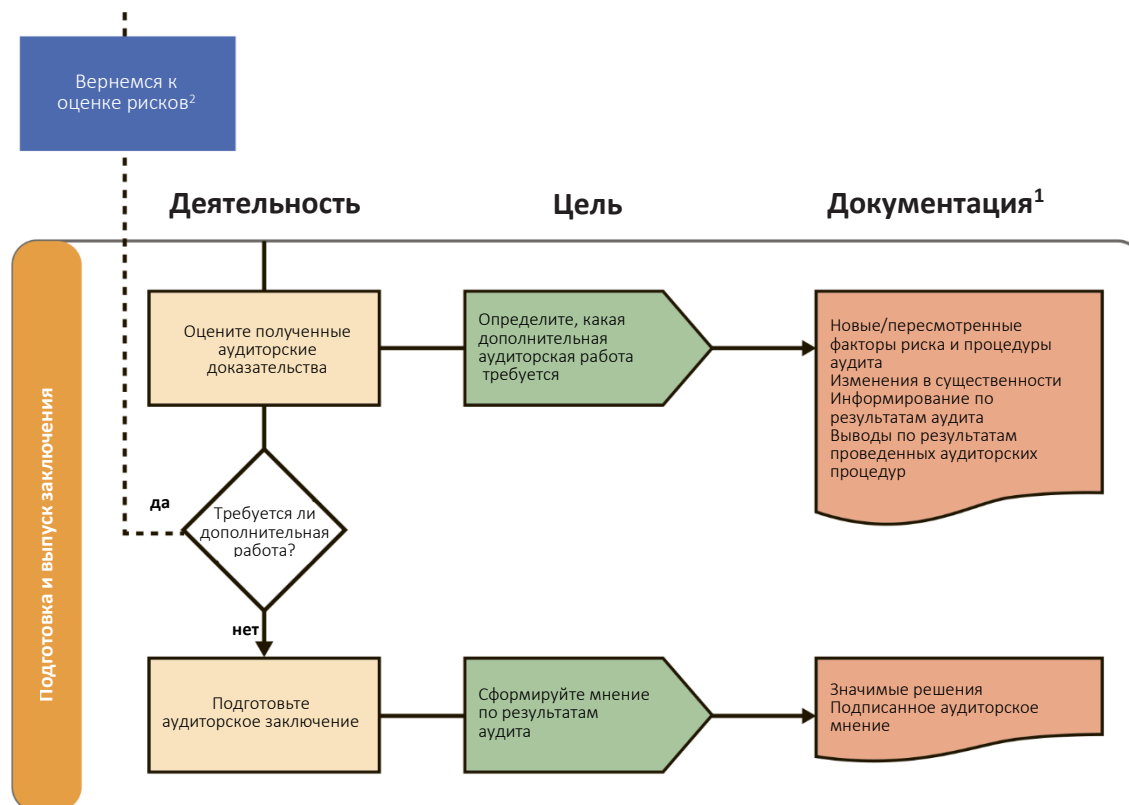 Вернемся к
оценке рисков²
Деятельность
Цель
Документация¹
Подготовка и выпуск заключения
Оцените полученные
аудиторские
доказательства
Определите, какая
дополнительная
аудиторская работа
требуется
Новые/пересмотренные
факторы риска и процедуры
аудита
Изменения в существенности
Информирование по
результатам аудита
Выводы по результатам
проведенных аудиторских
процедур
да
Требуется ли
дополнительная
работа?
нет
Подготовьте
аудиторское заключение
Сформируйте мнение
по результатам
аудита
Значимые решения
Подписанное аудиторское
мнение